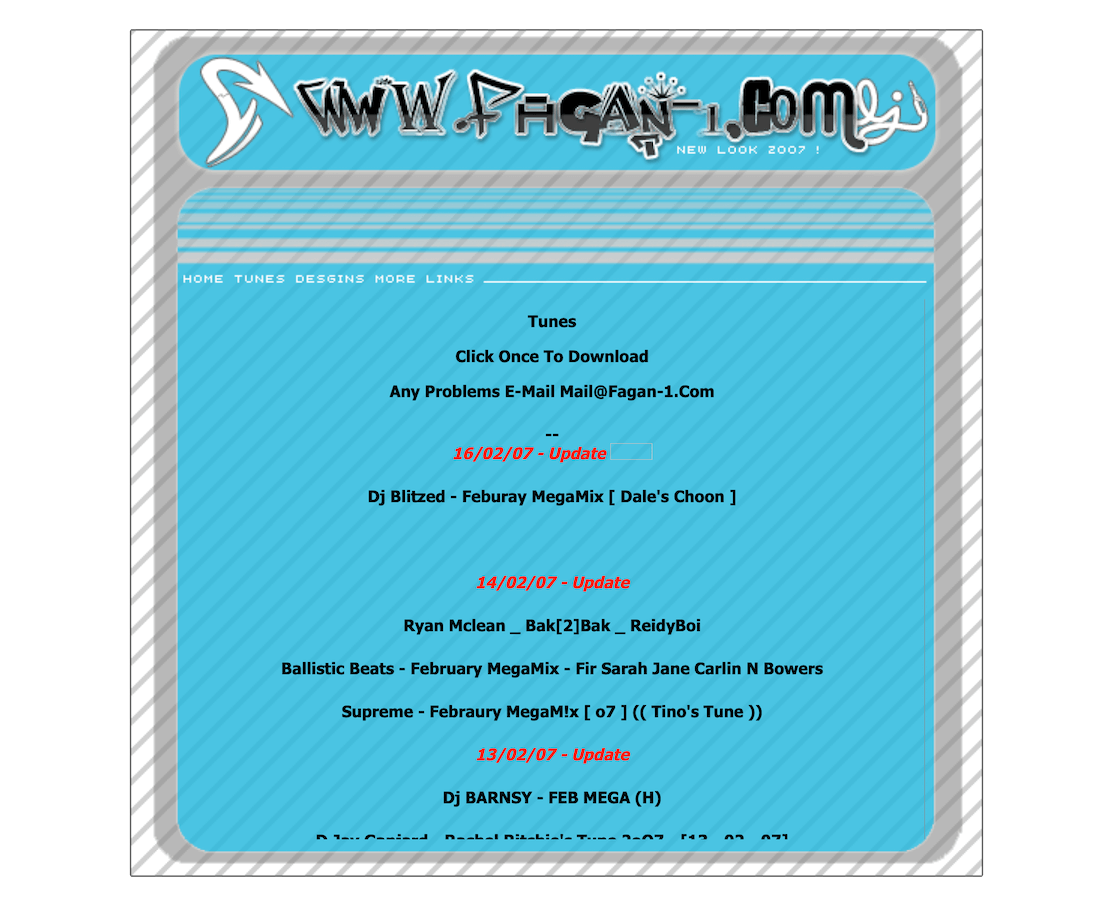 www.Fagan-1.Com
NEW LOOK 2007 !
HOME TUNES DESGINS MORE LINKS
Tunes
Click Once To Download
Any Problems E-Mail Mail@Fagan-1.Com
--
16/02/07 - Update
Dj Blitzed - Feburay MegaMix [ Dale's Choon ]
14/02/07 - Update
Ryan Mclean _ Bak[2]Bak _ ReidyBoi
Ballistic Beats - February MegaMix - Fir Sarah Jane Carlin N Bowers
Supreme - Febraury MegaM!x [ o7 ] (( Tino's Tune ))
13/02/07 - Update
Dj BARNSY - FEB MEGA (H)